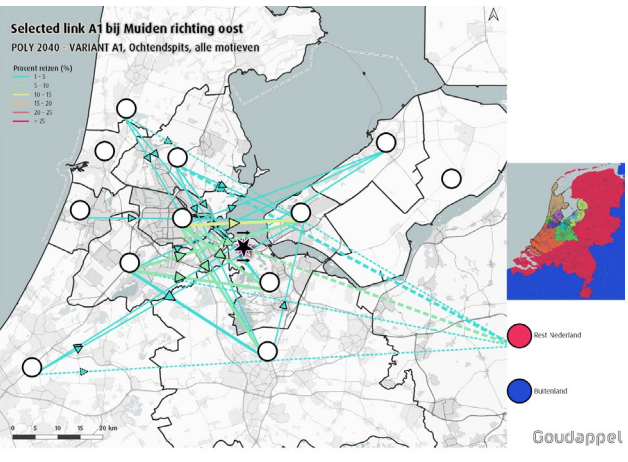 Selected link A1 bij Muiden richting oost
POLY 2040 - VARIANT A1, Ochtendspits, alle motieven
Procent reizen (%)
1 - 5
5 - 10
10 - 15
15 - 20
20 - 25
> 25
Rest Nederland
Buitenland
0 5 10 15 20 km
Goudappel